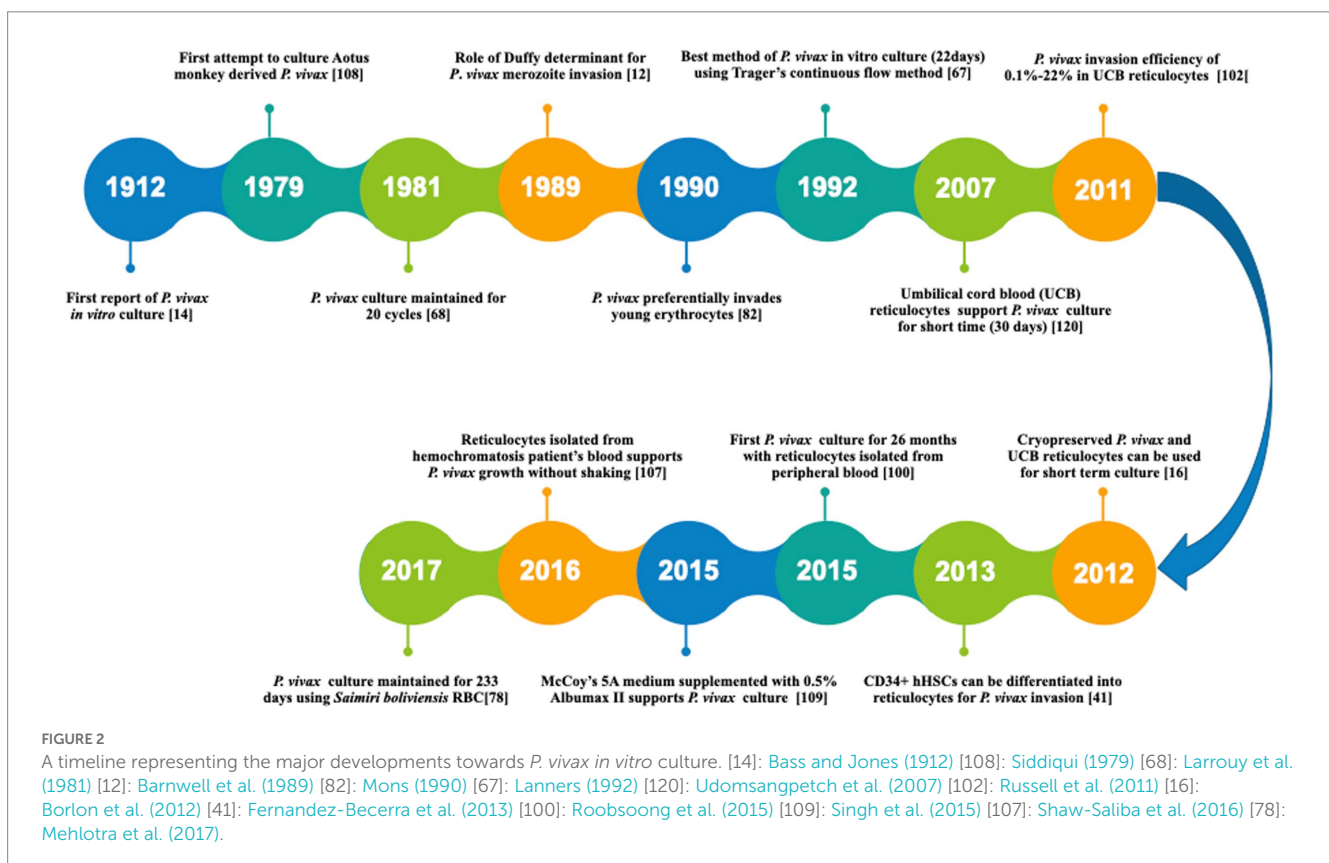 First attempt to culture Aotus
monkey derived P. vivax [108]
Role of Duffy determinant for
P. vivax merozoite invasion [12]
Best method of P. vivax in vitro culture (22days)
using Trager's continuous flow method [67]
P. vivax invasion efficiency of
0.1%-22% in UCB reticulocytes [102[
1912
1979
1981
1989
1990
1992
2007
2011
First report of P. vivax
in vitro culture [14]
P. vivax culture maintained for
20 cycles [68]
P. vivax preferentially invades
young erythrocytes [82]
Umbilical cord blood (UCB)
reticulocytes support P. vivax culture
for short time (30 days) [120]
Reticulocytes isolated from
hemochromatosis patient's blood supports
P. vivax growth without shaking [107]
First P. vivax culture for 26 months
with reticulocytes isolated from
peripheral blood [100]
Cryopreserved P. vivax and
UCB reticulocytes can be used
for short term culture [16]
2017
2016
2015
2015
2013
2012
P. vivax culture maintained for 233
days using Saimiri boliviensis RBC[78]
McCoy's 5A medium supplemented with 0.5%
Albumax II supports P. vivax culture [109]
CD34+ hHSCs can be differentiated into
reticulocytes for P. vivax invasion [41]
FIGURE 2
A timeline representing the major developments towards P. vivax in vitro culture. [14]: Bass and Jones (1912) [108]: Siddiqui (1979) [68]: Larrouy et al.
(1981) [12]: Barnwell et al. (1989) [82]: Mons (1990) [67]: Lanners (1992) [120]: Udomsangpetch et al. (2007) [102]: Russell et al. (2011) [16]:
Borlon et al. (2012) [41]: Fernandez-Becerra et al. (2013) [100]: Roobsoong et al. (2015) [109]: Singh et al. (2015) [107]: Shaw-Saliba et al. (2016) [78]:
Mehlotra et al. (2017).